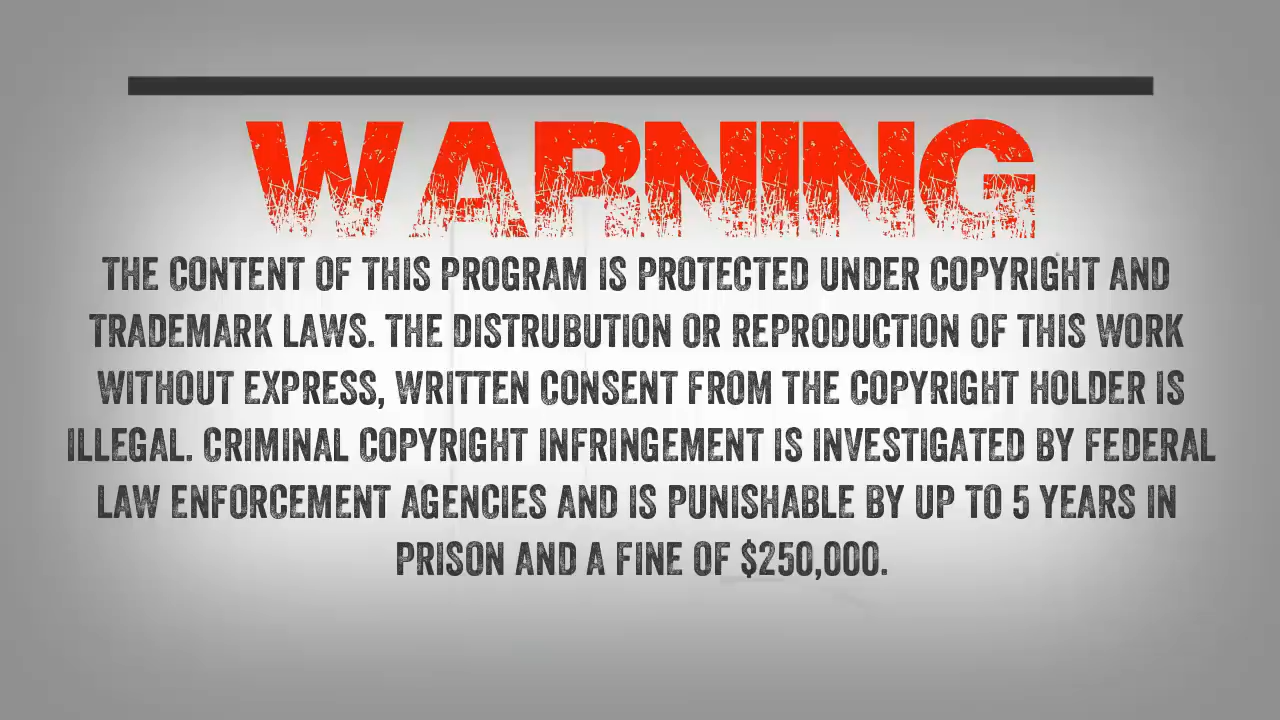 WARNING
THE CONTENT OF THIS PROGRAM IS PROTECTED UNDER COPYRIGHT AND
TRADEMARK LAWS. THE DISTRUBUTION OR REPRODUCTION OF THIS WORK
WITHOUT EXPRESS, WRITTEN CONSENT FROM THE COPYRIGHT HOLDER IS
ILLEGAL. CRIMINAL COPYRIGHT INFRINGEMENT IS INVESTIGATED BY FEDERAL
LAW ENFORCEMENT AGENCIES AND IS PUNISHABLE BY UP TO 5 YEARS IN
PRISON AND A FINE OF $250,000.